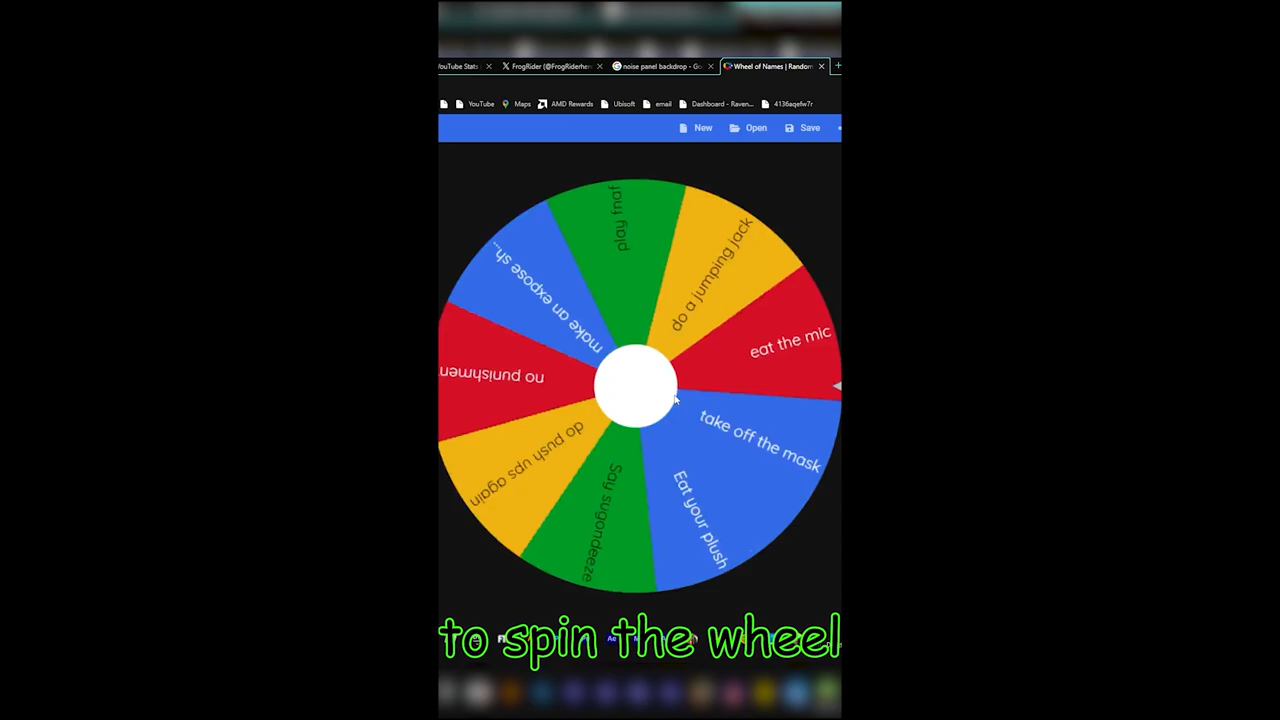 YouTube Stats
FrogRider (@FrogRiderher
noise panel backdrop - Go
Wheel of Names | Random
YouTube
Maps
AMD Rewards
Ubisoft
email
Dashboard - Raven...
4136aqefw7r
New
Open
Save
play fnaf
do a jumping jack
eat the mic
take off the mask
Eat your plush
Say sugondeeze
do push ups again
no punishmen
make an expose sh...
to spin the wheel